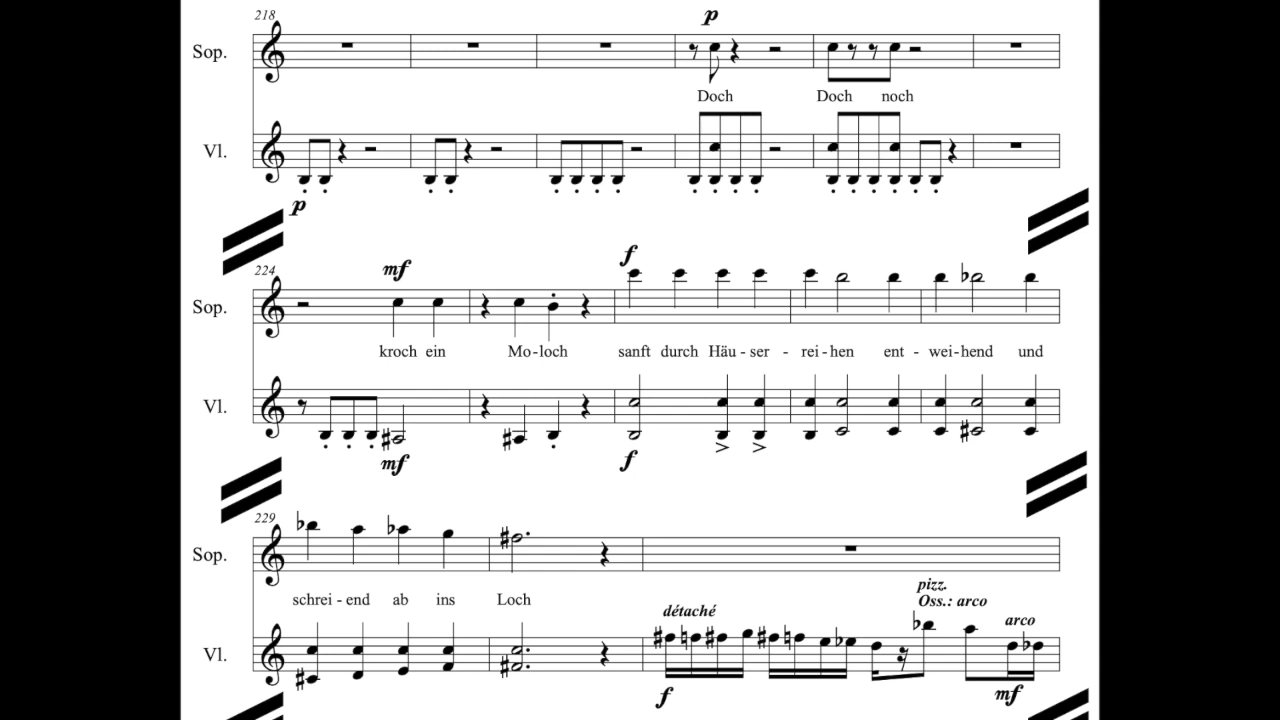 218
p
Sop.
Doch Doch noch
Vl.
p
224
mf f
Sop.
kroch ein Mo-loch sanft durch Häu-ser-rei-hen ent-wei-hend und
Vl.
mf f
229
Sop.
schrei-end ab ins Loch
pizz.
Oss.: arco
détaché arco
Vl.
f mf